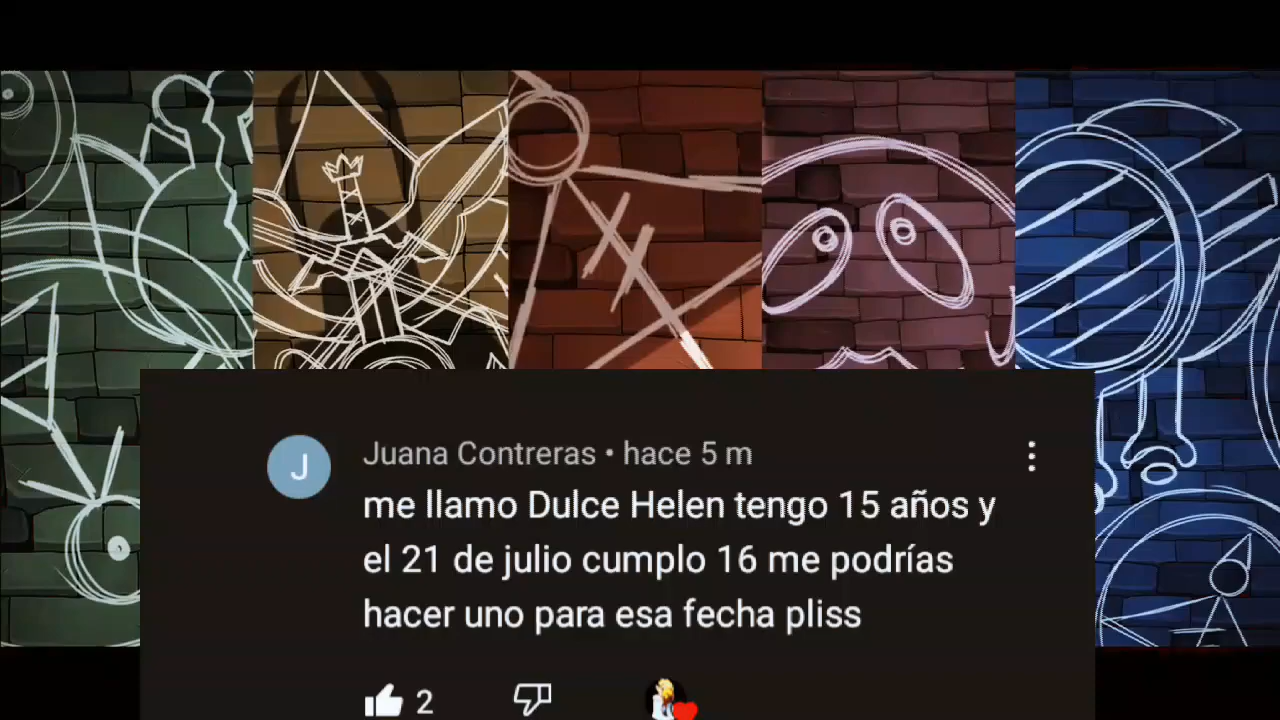 J
Juana Contreras • hace 5 m
me llamo Dulce Helen tengo 15 años y
el 21 de julio cumplo 16 me podrías
hacer uno para esa fecha pliss
2